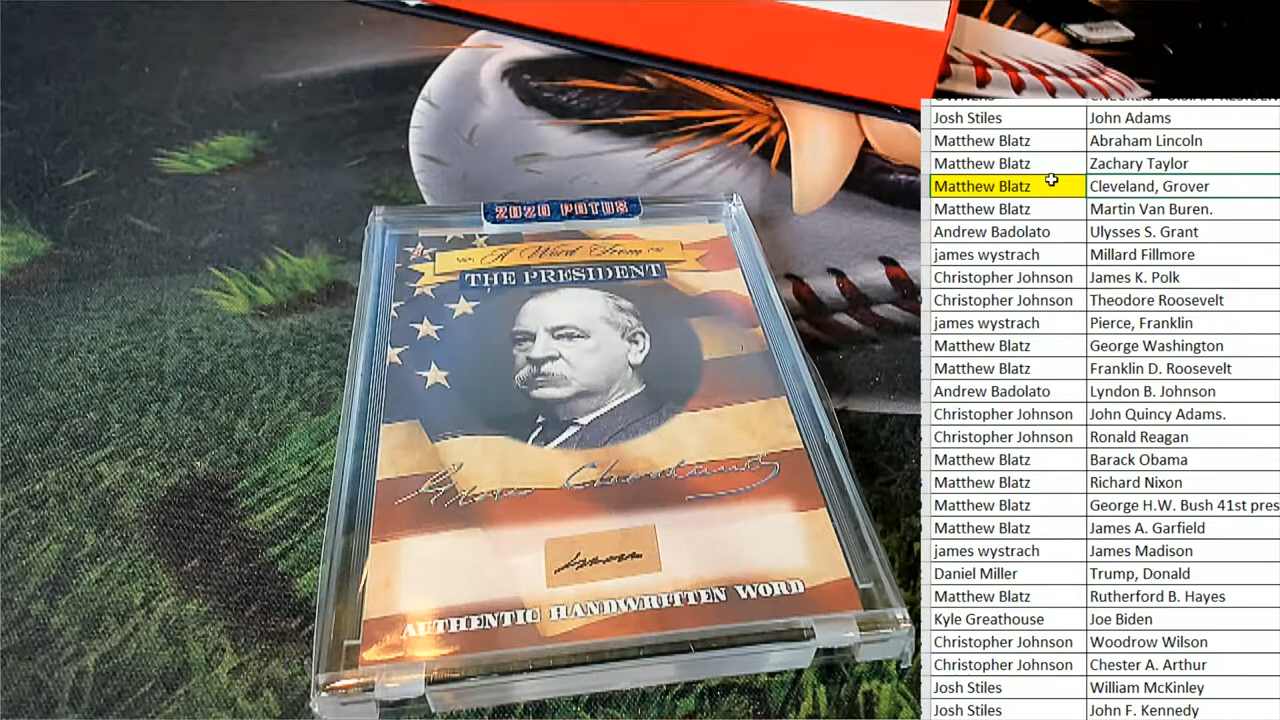 2020 POTUS
A Word From
THE PRESIDENT
Grover Cleveland
AUTHENTIC HANDWRITTEN WORD
Josh Stiles John Adams
Matthew Blatz Abraham Lincoln
Matthew Blatz Zachary Taylor
Matthew Blatz Cleveland, Grover
Matthew Blatz Martin Van Buren.
Andrew Badolato Ulysses S. Grant
james wystrach Millard Fillmore
Christopher Johnson James K. Polk
Christopher Johnson Theodore Roosevelt
james wystrach Pierce, Franklin
Matthew Blatz George Washington
Matthew Blatz Franklin D. Roosevelt
Andrew Badolato Lyndon B. Johnson
Christopher Johnson John Quincy Adams.
Christopher Johnson Ronald Reagan
Matthew Blatz Barack Obama
Matthew Blatz Richard Nixon
Matthew Blatz George H.W. Bush 41st pres
Matthew Blatz James A. Garfield
james wystrach James Madison
Daniel Miller Trump, Donald
Matthew Blatz Rutherford B. Hayes
Kyle Greathouse Joe Biden
Christopher Johnson Woodrow Wilson
Christopher Johnson Chester A. Arthur
Josh Stiles William McKinley
Josh Stiles John F. Kennedy